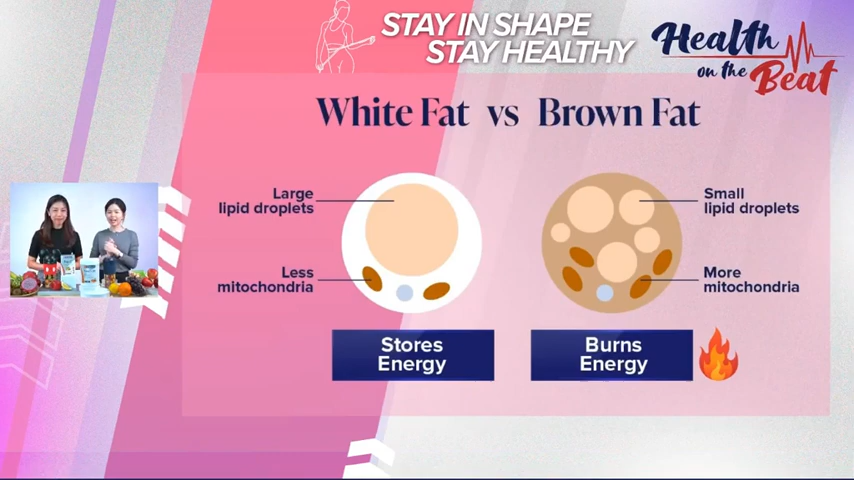 STAY IN SHAPE
STAY HEALTHY
Health
on the
Beat
White Fat vs Brown Fat
Large
lipid droplets
Less
mitochondria
Small
lipid droplets
More
mitochondria
Stores
Energy
Burns
Energy